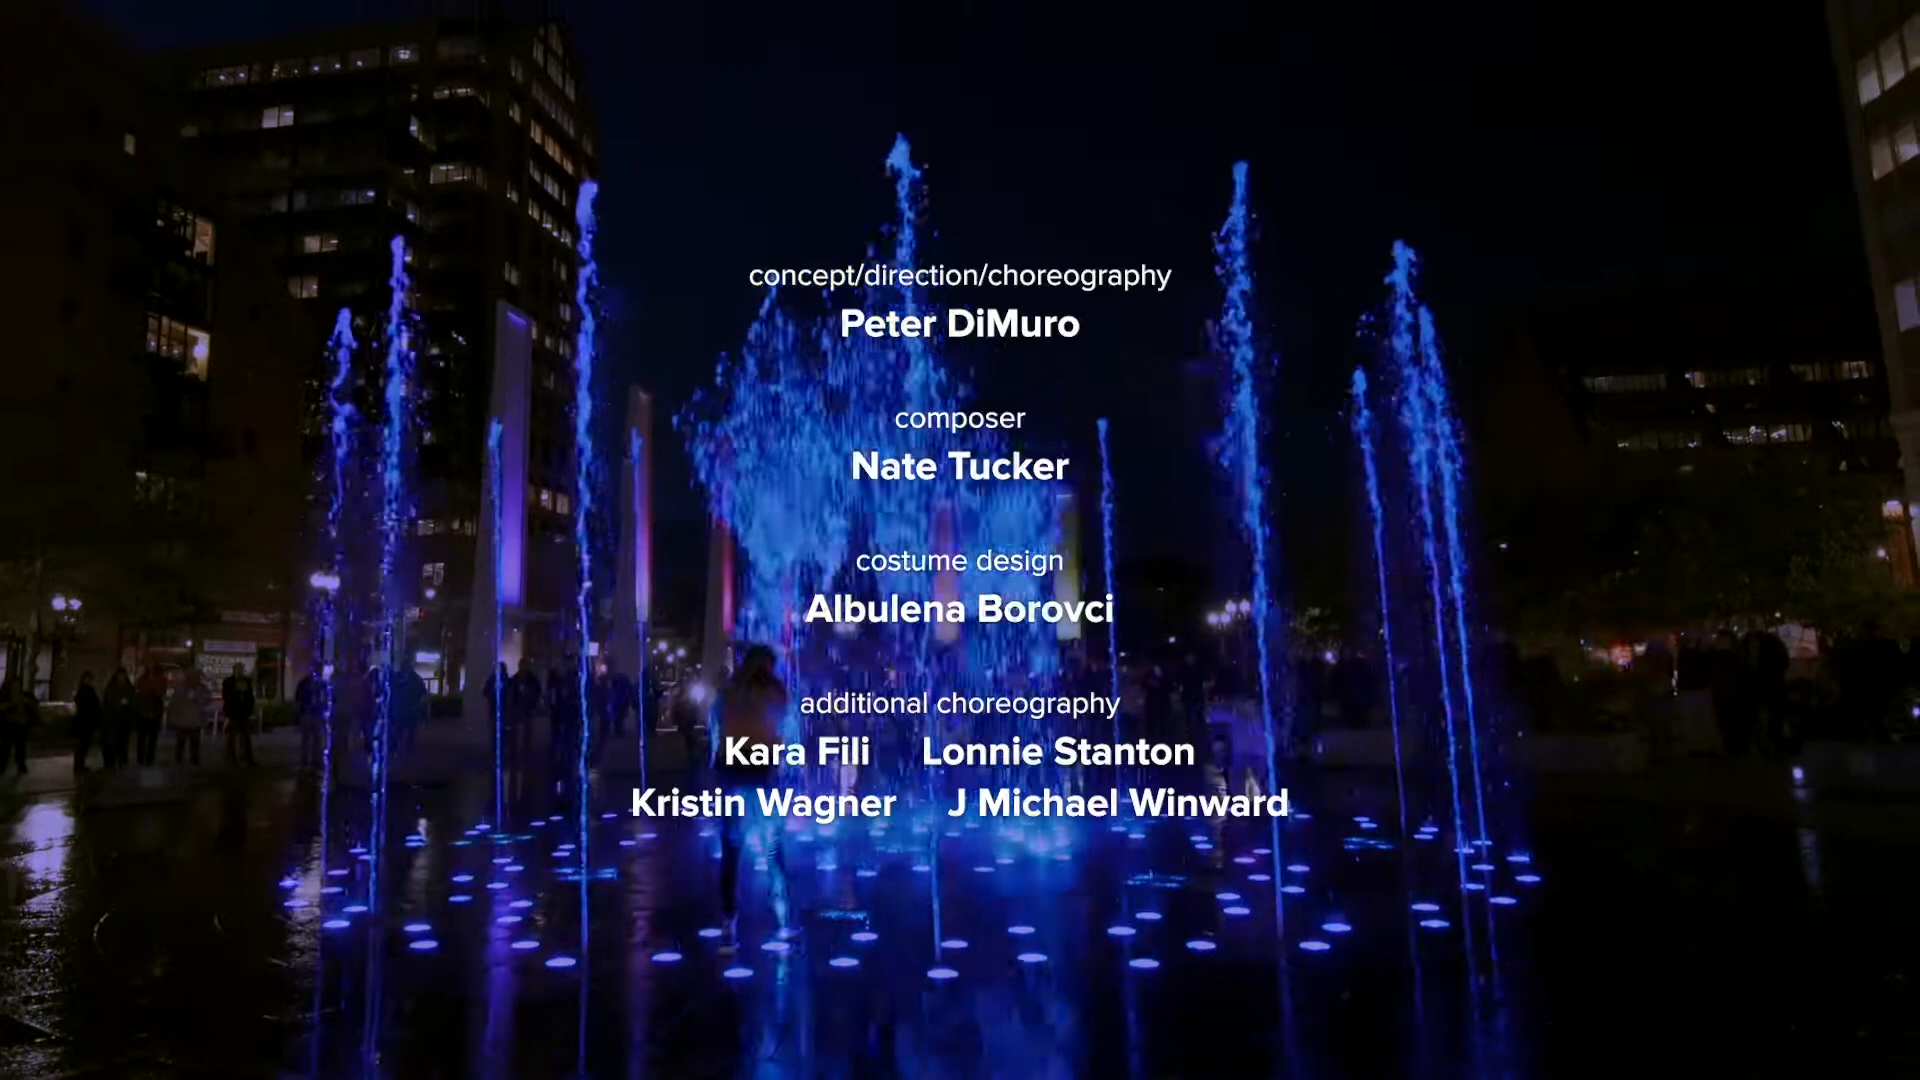 concept/direction/choreography
Peter DiMuro
composer
Nate Tucker
costume design
Albulena Borovci
additional choreography
Kara Fili Lonnie Stanton
Kristin Wagner J Michael Winward